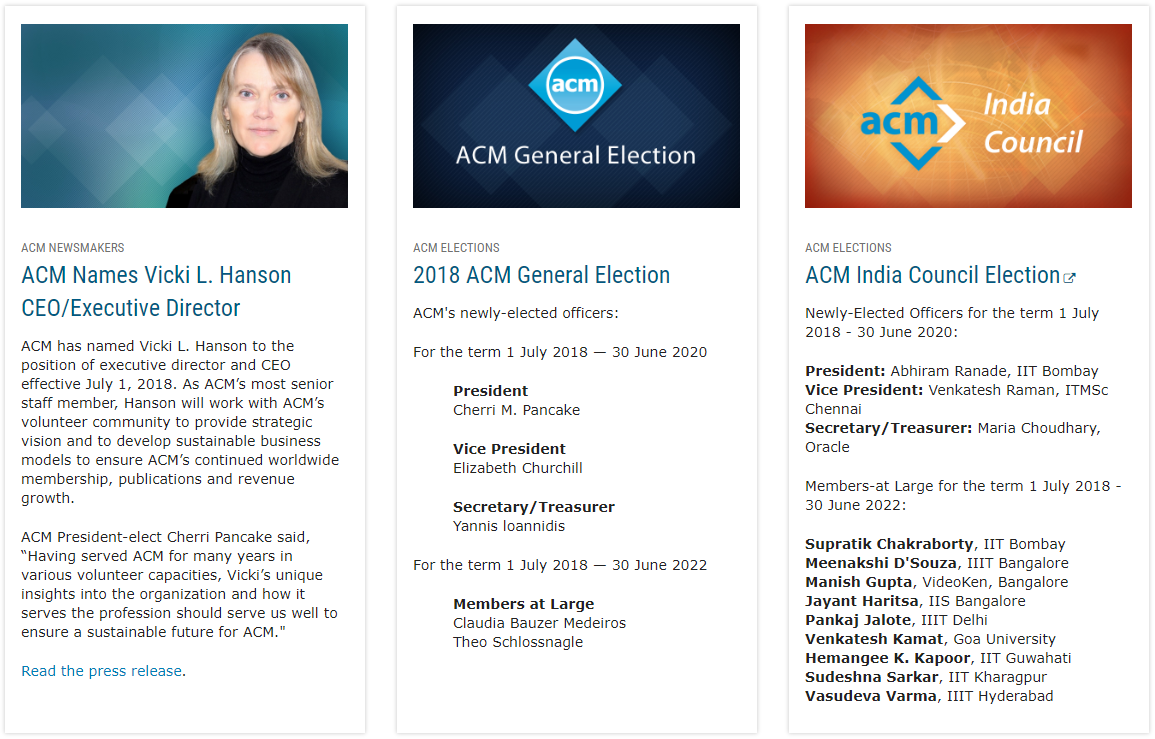 ACM NEWSMAKERS
ACM Names Vicki L. Hanson
CEO/Executive Director
ACM has named Vicki L. Hanson to the
position of executive director and CEO
effective July 1, 2018. As ACM’s most senior
staff member, Hanson will work with ACM’s
volunteer community to provide strategic
vision and to develop sustainable business
models to ensure ACM’s continued worldwide
membership, publications and revenue
growth.
ACM President-elect Cherri Pancake said,
“Having served ACM for many years in
various volunteer capacities, Vicki’s unique
insights into the organization and how it
serves the profession should serve us well to
ensure a sustainable future for ACM."
Read the press release.
acm
ACM General Election
ACM ELECTIONS
2018 ACM General Election
ACM's newly-elected officers:
For the term 1 July 2018 — 30 June 2020
President
Cherri M. Pancake
Vice President
Elizabeth Churchill
Secretary/Treasurer
Yannis Ioannidis
For the term 1 July 2018 — 30 June 2022
Members at Large
Claudia Bauzer Medeiros
Theo Schlossnagle
acm India
Council
ACM ELECTIONS
ACM India Council Election
Newly-Elected Officers for the term 1 July
2018 - 30 June 2020:
President: Abhiram Ranade, IIT Bombay
Vice President: Venkatesh Raman, ITMSc
Chennai
Secretary/Treasurer: Maria Choudhary,
Oracle
Members-at Large for the term 1 July 2018 -
30 June 2022:
Supratik Chakraborty, IIT Bombay
Meenakshi D'Souza, IIIT Bangalore
Manish Gupta, VideoKen, Bangalore
Jayant Haritsa, IIS Bangalore
Pankaj Jalote, IIIT Delhi
Venkatesh Kamat, Goa University
Hemangee K. Kapoor, IIT Guwahati
Sudeshna Sarkar, IIT Kharagpur
Vasudeva Varma, IIIT Hyderabad